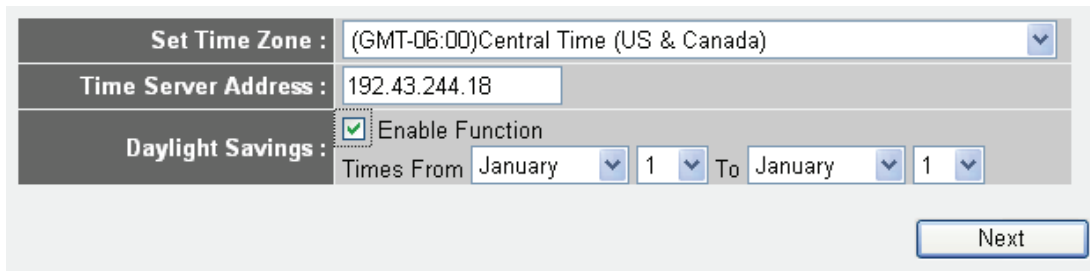 Set Time Zone : (GMT-06:00)Central Time (US & Canada)
Time Server Address : 192.43.244.18
Daylight Savings : Enable Function
Times From January 1 To January 1
Next